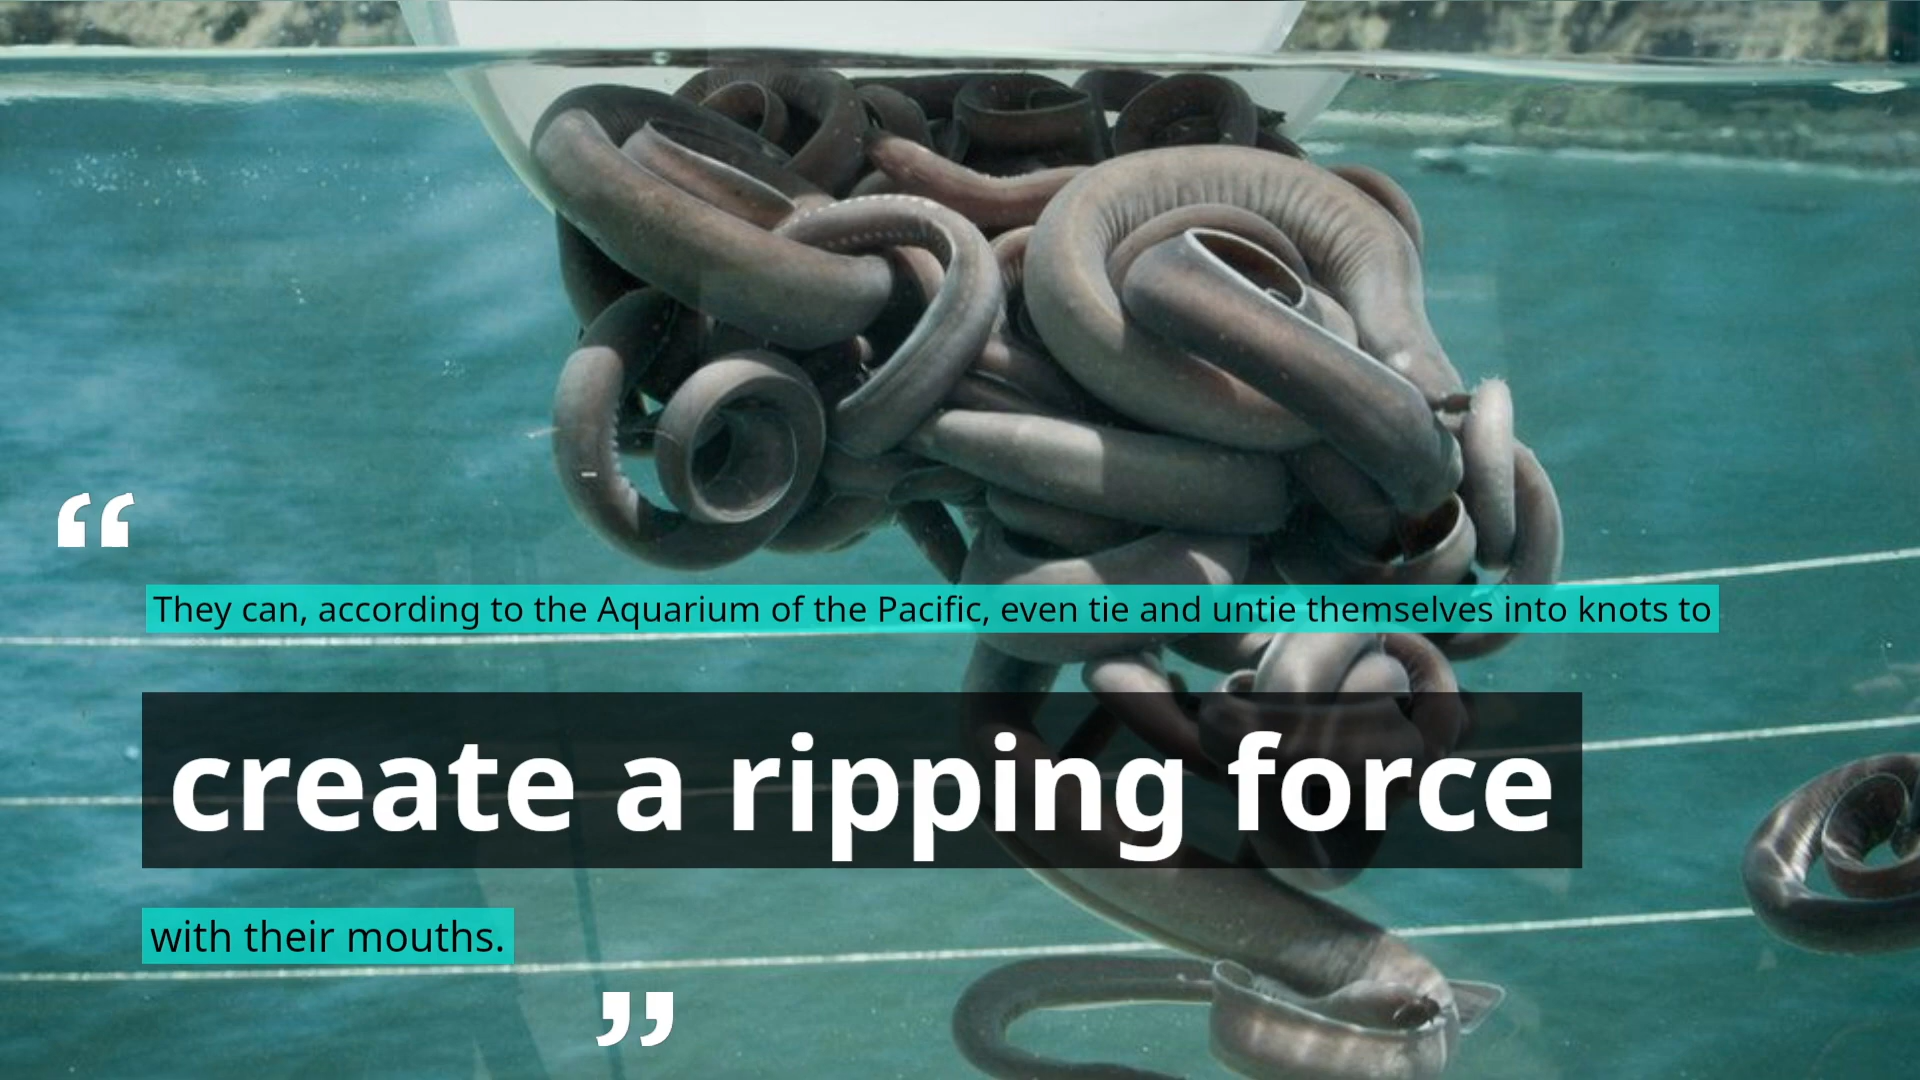 “
They can, according to the Aquarium of the Pacific, even tie and untie themselves into knots to
create a ripping force
with their mouths.
”